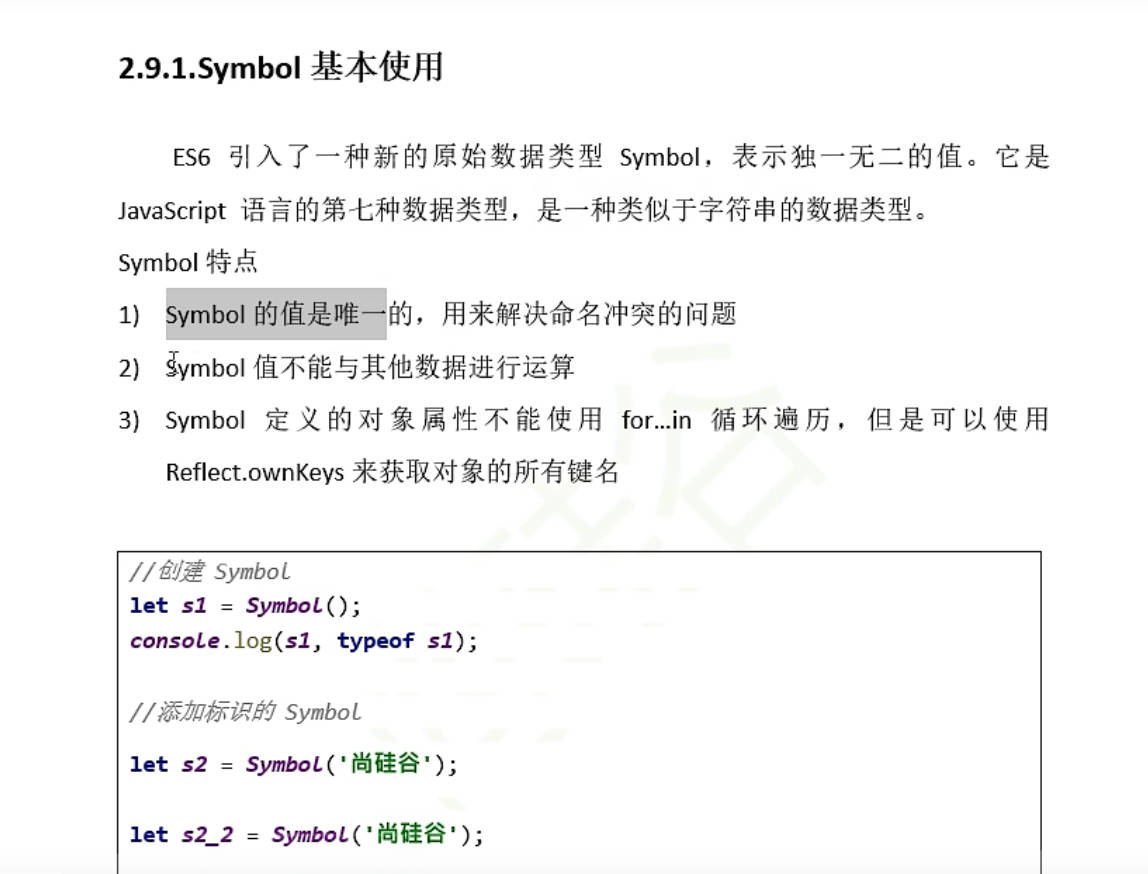 2.9.1.Symbol 基本使用
ES6 引入了一种新的原始数据类型 Symbol，表示独一无二的值。它是
JavaScript 语言的第七种数据类型，是一种类似于字符串的数据类型。
Symbol 特点
1) Symbol 的值是唯一的，用来解决命名冲突的问题
2) Symbol 值不能与其他数据进行运算
3) Symbol 定义的对象属性不能使用 for…in 循环遍历，但是可以使用
Reflect.ownKeys 来获取对象的所有键名
//创建 Symbol
let s1 = Symbol();
console.log(s1, typeof s1);
//添加标识的 Symbol
let s2 = Symbol('尚硅谷');
let s2_2 = Symbol('尚硅谷');